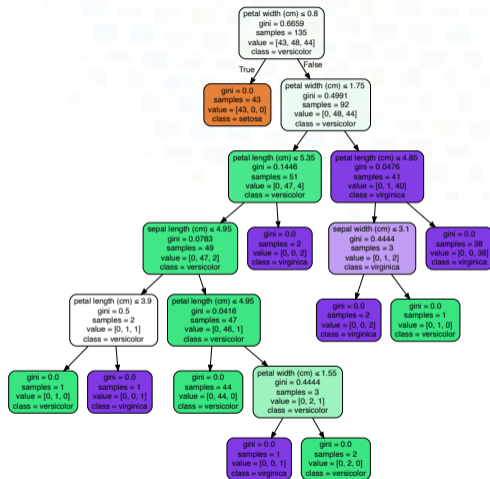 petal width (cm) ≤ 0.8
gini = 0.6659
samples = 135
value = [43, 48, 44]
class = versicolor
True
False
gini = 0.0
samples = 43
value = [43, 0, 0]
class = setosa
petal width (cm) ≤ 1.75
gini = 0.4991
samples = 92
value = [0, 48, 44]
class = versicolor
petal length (cm) ≤ 5.35
gini = 0.1446
samples = 51
value = [0, 47, 4]
class = versicolor
petal length (cm) ≤ 4.85
gini = 0.0476
samples = 41
value = [0, 1, 40]
class = virginica
sepal length (cm) ≤ 4.95
gini = 0.0783
samples = 49
value = [0, 47, 2]
class = versicolor
gini = 0.0
samples = 2
value = [0, 0, 2]
class = virginica
sepal width (cm) ≤ 3.1
gini = 0.4444
samples = 3
value = [0, 1, 2]
class = virginica
gini = 0.0
samples = 38
value = [0, 0, 38]
class = virginica
petal length (cm) ≤ 3.9
gini = 0.5
samples = 2
value = [0, 1, 1]
class = versicolor
petal length (cm) ≤ 4.95
gini = 0.0416
samples = 47
value = [0, 46, 1]
class = versicolor
gini = 0.0
samples = 2
value = [0, 0, 2]
class = virginica
gini = 0.0
samples = 1
value = [0, 1, 0]
class = versicolor
gini = 0.0
samples = 1
value = [0, 1, 0]
class = versicolor
gini = 0.0
samples = 1
value = [0, 0, 1]
class = virginica
gini = 0.0
samples = 44
value = [0, 44, 0]
class = versicolor
petal width (cm) ≤ 1.55
gini = 0.4444
samples = 3
value = [0, 2, 1]
class = versicolor
gini = 0.0
samples = 1
value = [0, 0, 1]
class = virginica
gini = 0.0
samples = 2
value = [0, 2, 0]
class = versicolor